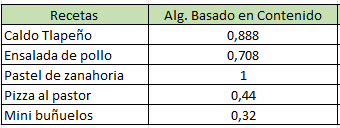 Recetas Alg. Basado en Contenido
Caldo Tlapeño 0,888
Ensalada de pollo 0,708
Pastel de zanahoria 1
Pizza al pastor 0,44
Mini buñuelos 0,32